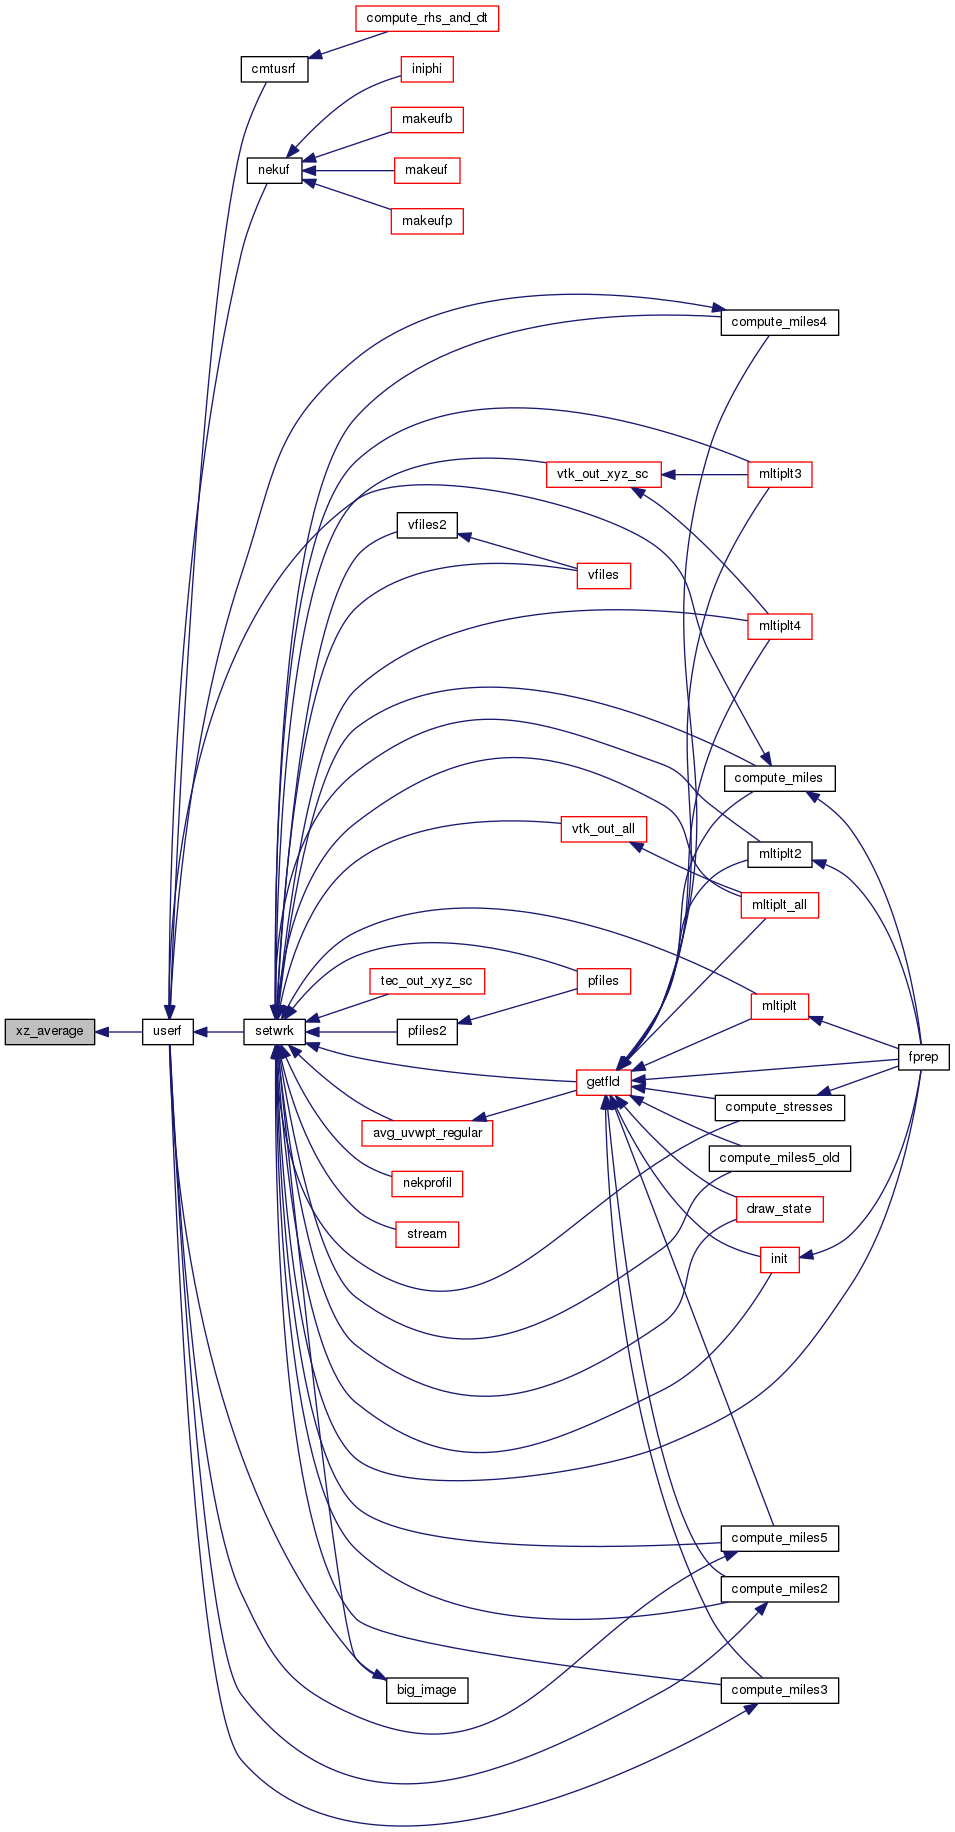 compute_rhs_and_dt
cmtusrf
iniphi
makeufb
nekuf
makeuf
makeufp
compute_miles4
vtk_out_xyz_sc
mltiplt3
vfiles2
vfiles
mltiplt4
compute_miles
vtk_out_all
mltiplt2
mltiplt_all
tec_out_xyz_sc
pfiles
mltiplt
xz_average
userf
setwrk
pfiles2
fprep
getfld
compute_stresses
avg_uvwpt_regular
compute_miles5_old
nekprofil
draw_state
stream
init
compute_miles5
compute_miles2
big_image
compute_miles3